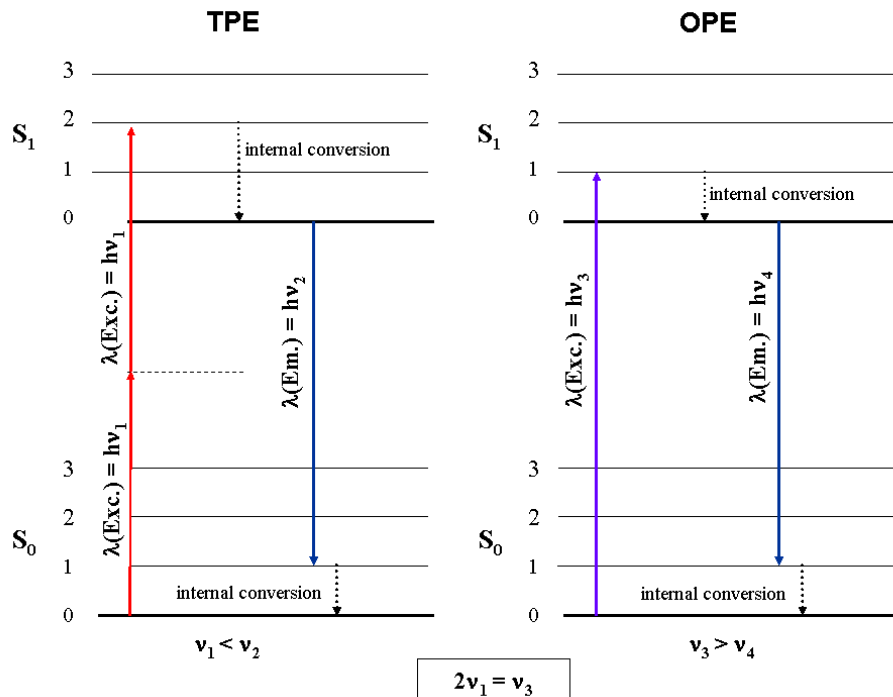 TPE
3
2
1
0
S₁
internal conversion
λ(Exc.) = hν₁
λ(Exc.) = hν₁
λ(Em.) = hν₂
3
2
1
0
S₀
internal conversion
ν₁ < ν₂
OPE
3
2
1
0
S₁
internal conversion
λ(Exc.) = hν₃
λ(Em.) = hν₄
3
2
1
0
S₀
internal conversion
ν₃ > ν₄
2ν₁ = ν₃